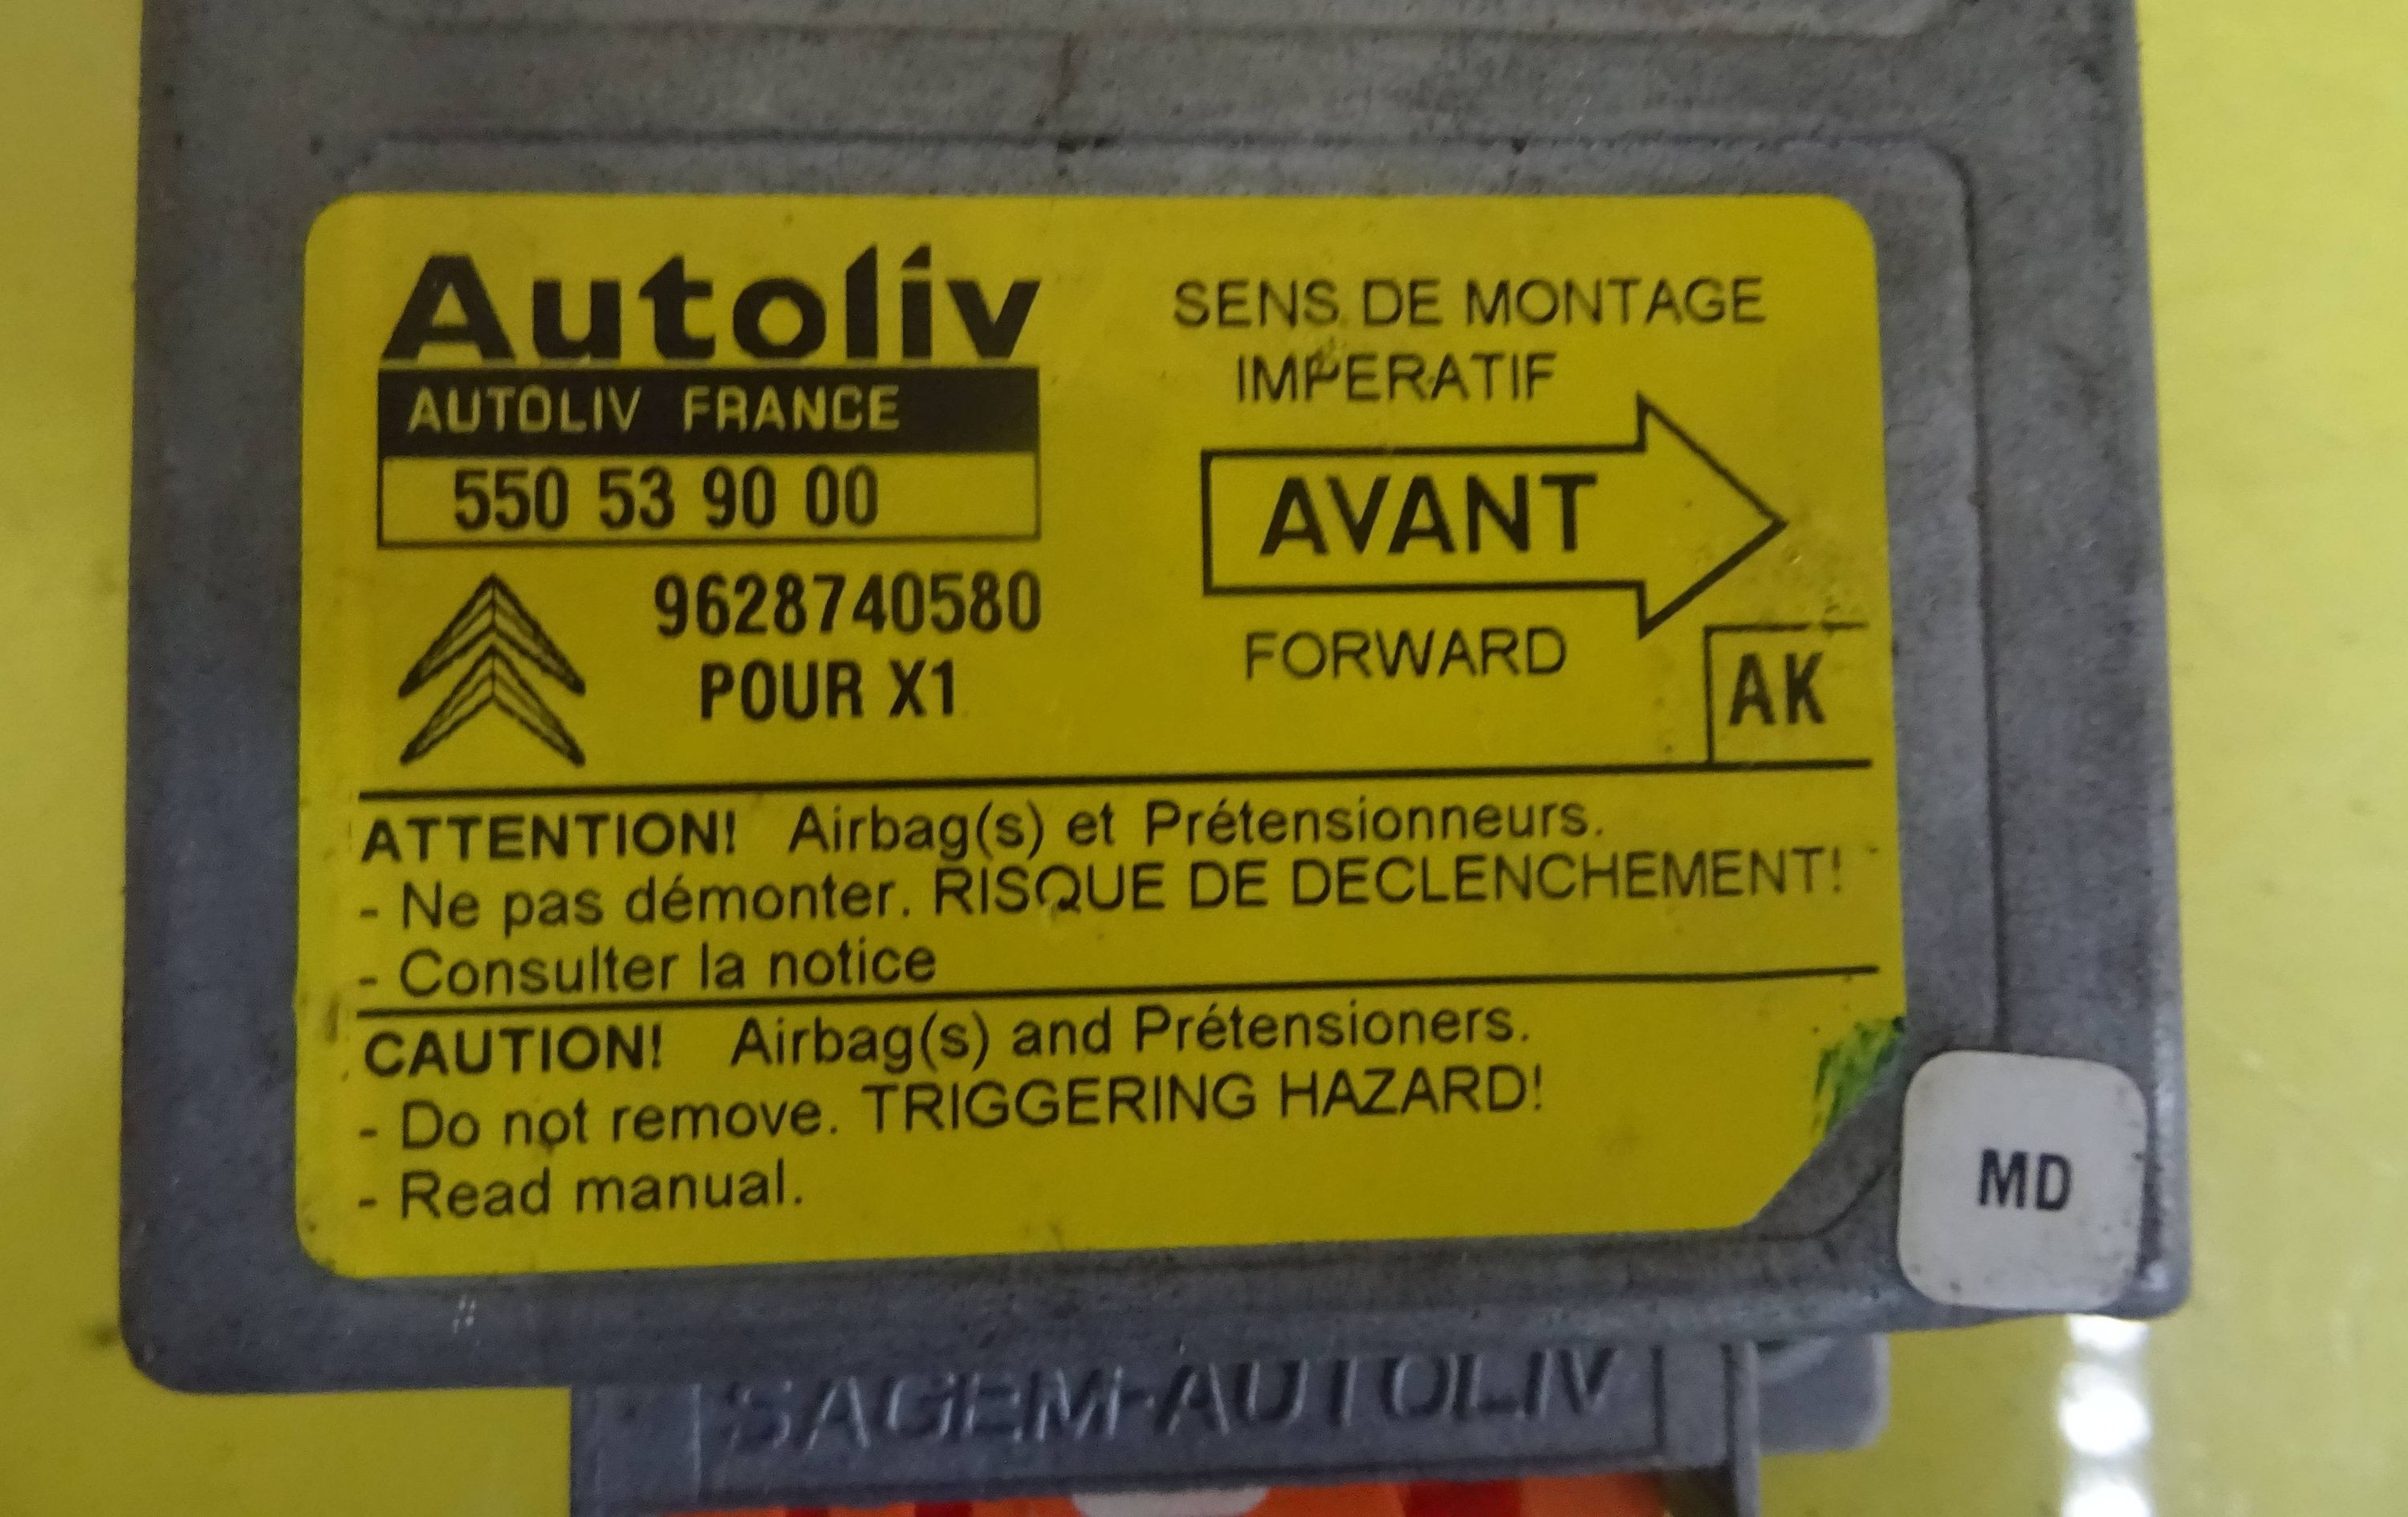 Autoliv
AUTOLIV FRANCE
550 53 90 00
9628740580
POUR X1
SENS DE MONTAGE
IMPERATIF
AVANT
FORWARD
AK
ATTENTION! Airbag(s) et Prétensionneurs.
- Ne pas démonter. RISQUE DE DECLENCHEMENT!
- Consulter la notice
CAUTION! Airbag(s) and Prétensioners.
- Do not remove. TRIGGERING HAZARD!
- Read manual.
MD
SAGEM-AUTOLIV